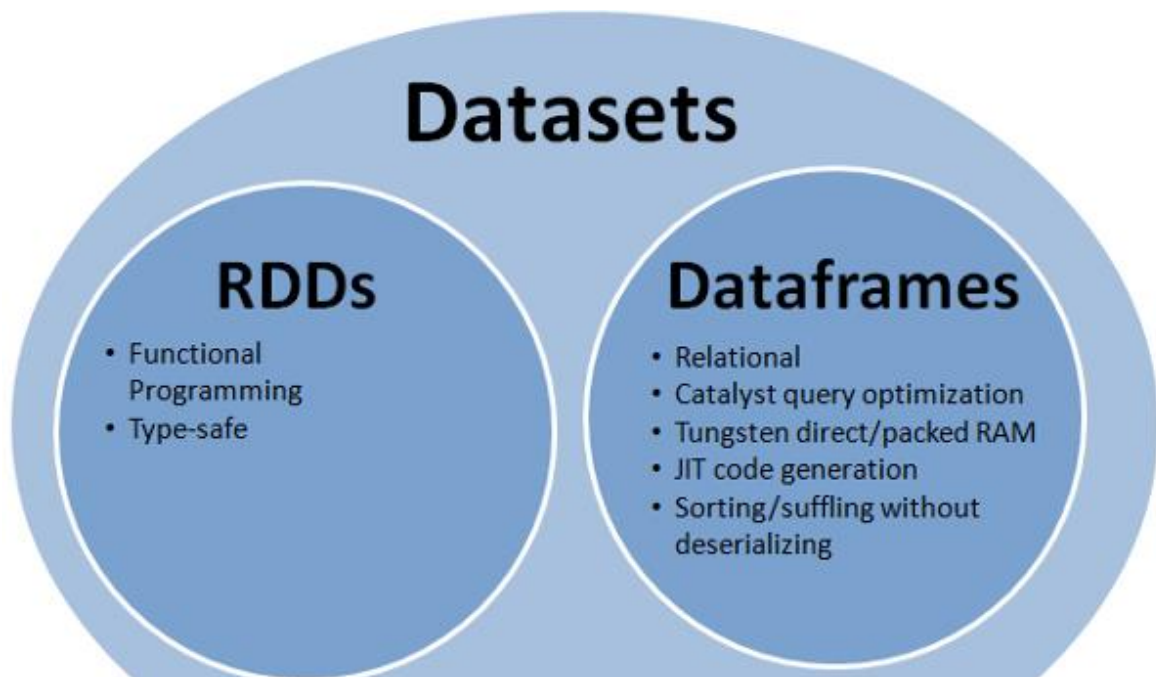 Datasets
RDDs
• Functional
Programming
• Type-safe
Dataframes
• Relational
• Catalyst query optimization
• Tungsten direct/packed RAM
• JIT code generation
• Sorting/suffling without
deserializing